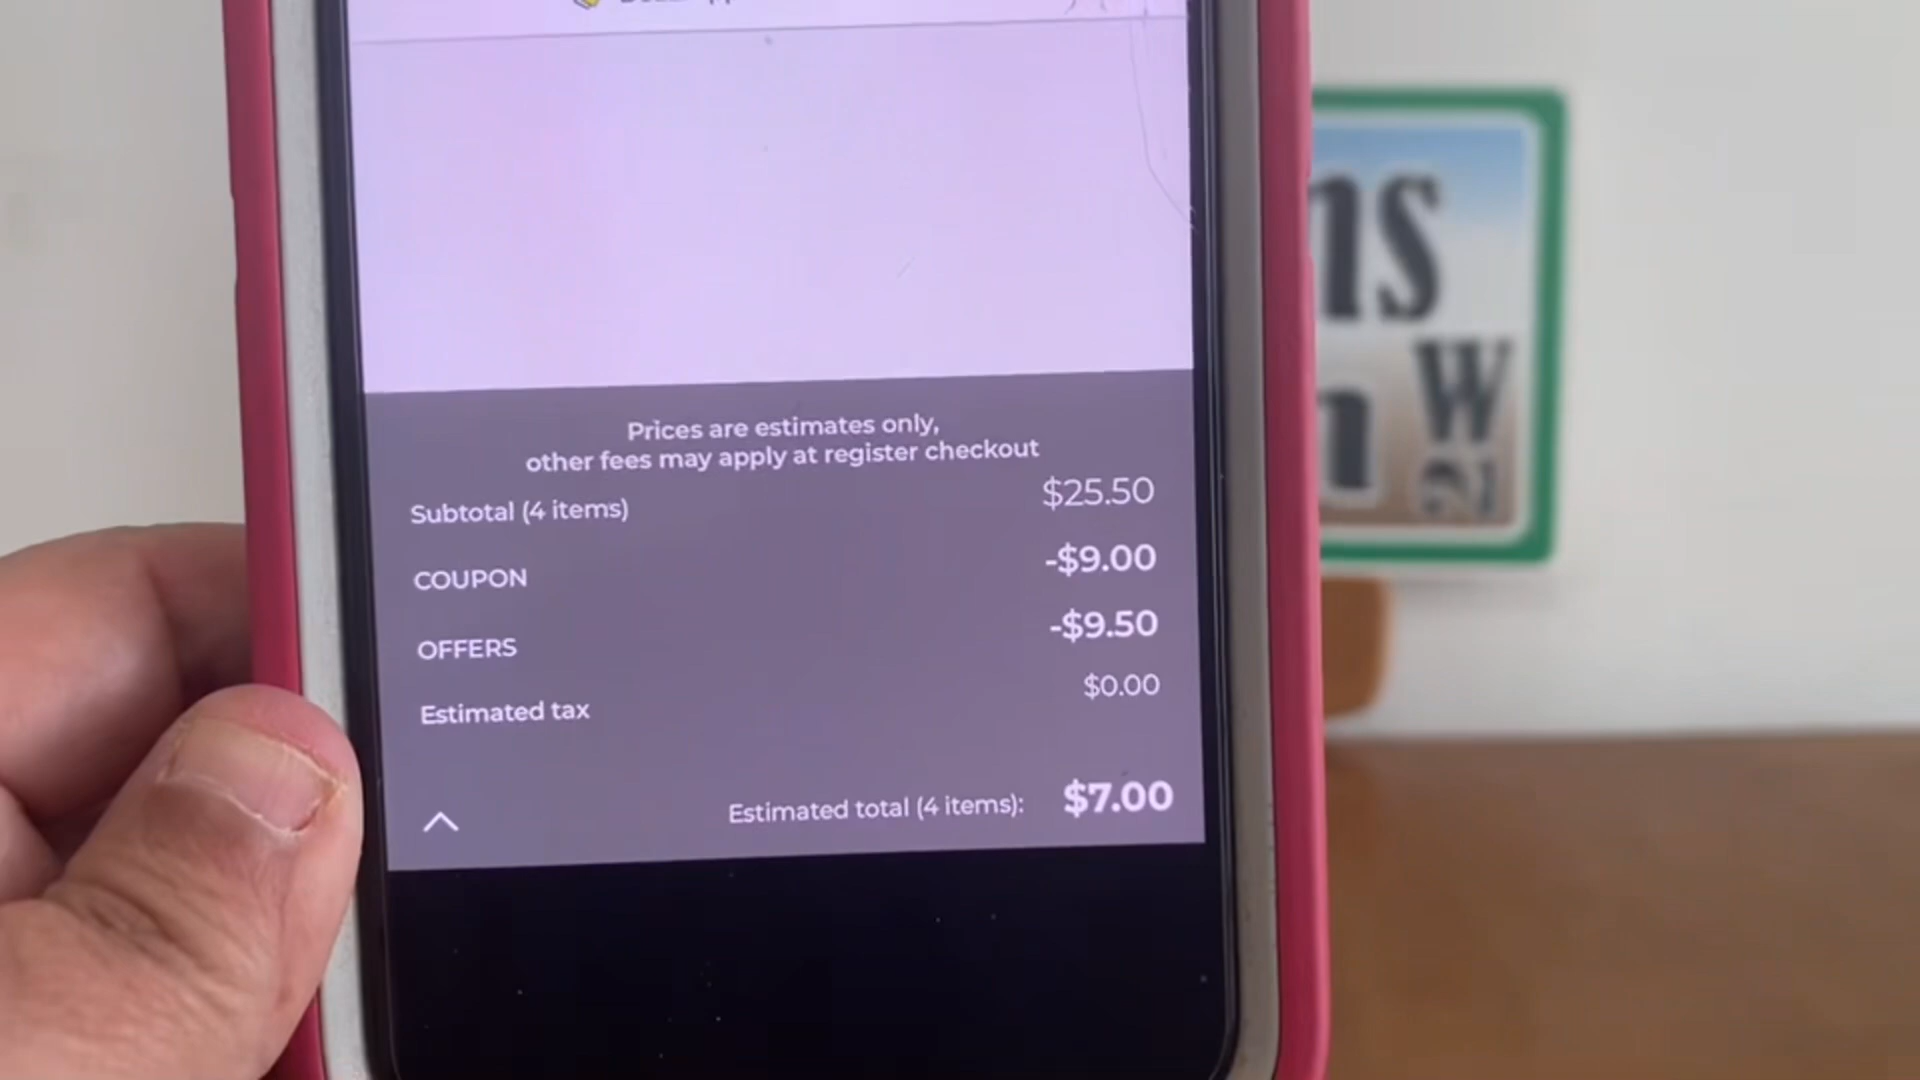 Prices are estimates only,
other fees may apply at register checkout
Subtotal (4 items) $25.50
COUPON -$9.00
OFFERS -$9.50
Estimated tax $0.00
Estimated total (4 items): $7.00
ns
n W